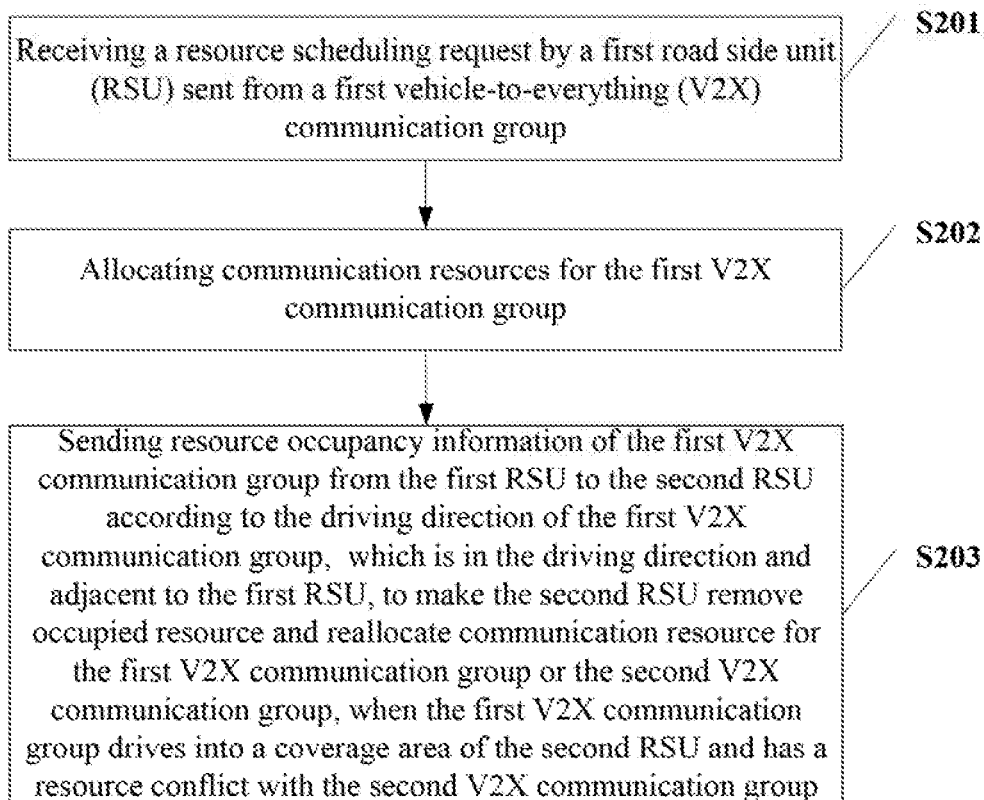 S201
Receiving a resource scheduling request by a first road side unit
(RSU) sent from a first vehicle-to-everything (V2X)
communication group
S202
Allocating communication resources for the first V2X
communication group
Sending resource occupancy information of the first V2X
communication group from the first RSU to the second RSU
according to the driving direction of the first V2X
communication group, which is in the driving direction and
S203
adjacent to the first RSU, to make the second RSU remove
occupied resource and reallocate communication resource for
the first V2X communication group or the second V2X
communication group, when the first V2X communication
group drives into a coverage area of the second RSU and has a
resource conflict with the second V2X communication group